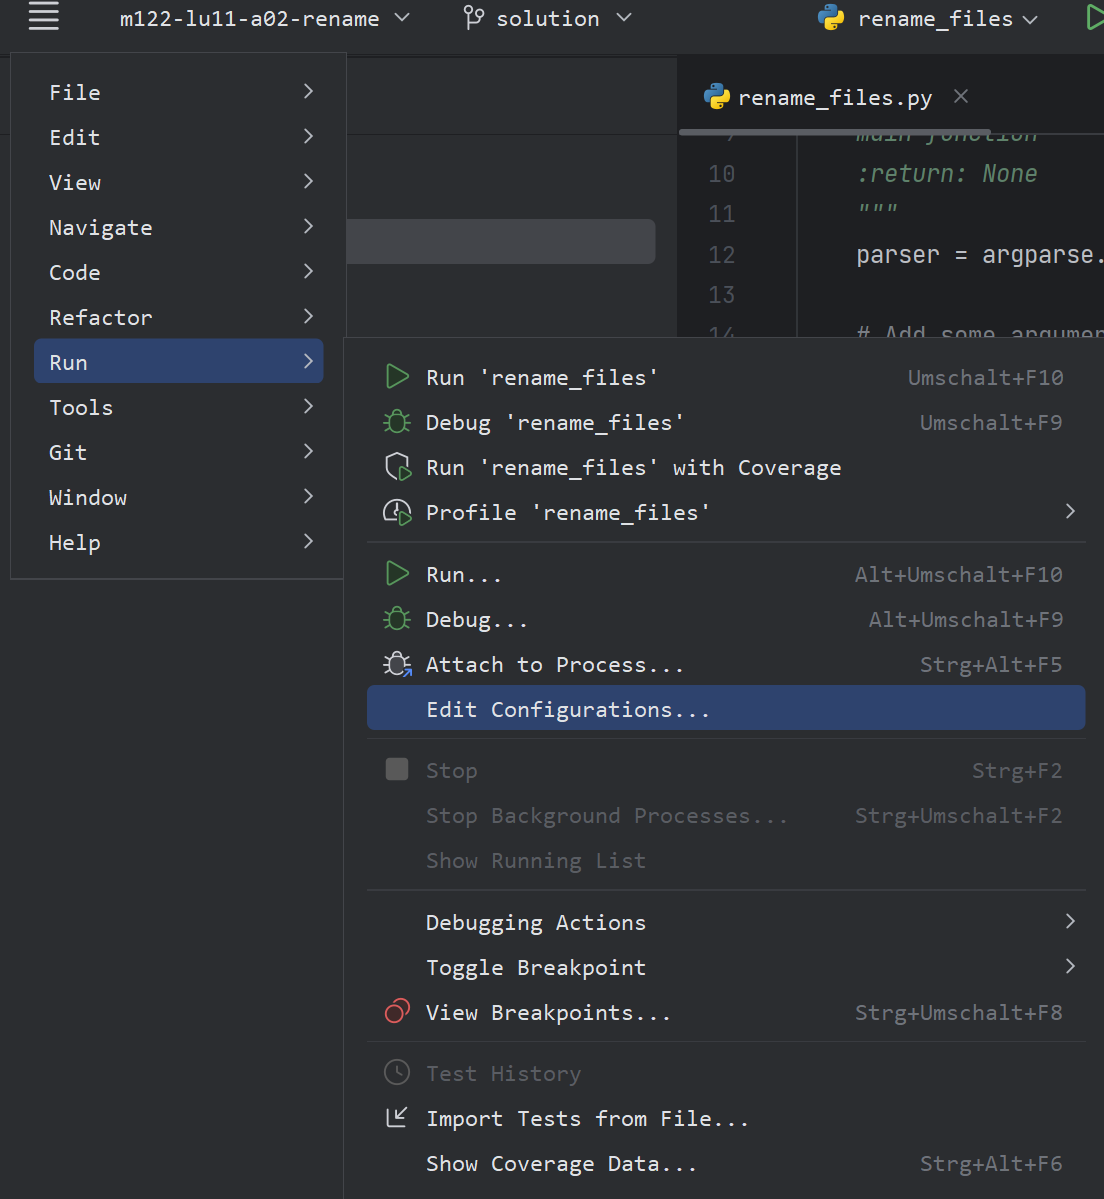 m122-lu11-a02-rename
solution
rename_files
File
Edit
View
Navigate
Code
Refactor
Run
Tools
Git
Window
Help
rename_files.py
main function
10 :return: None
11 """
12 parser = argparse.
13
14 # Add some argumen
Run 'rename_files' Umschalt+F10
Debug 'rename_files' Umschalt+F9
Run 'rename_files' with Coverage
Profile 'rename_files'
Run... Alt+Umschalt+F10
Debug... Alt+Umschalt+F9
Attach to Process... Strg+Alt+F5
Edit Configurations...
Stop Strg+F2
Stop Background Processes... Strg+Umschalt+F2
Show Running List
Debugging Actions
Toggle Breakpoint
View Breakpoints... Strg+Umschalt+F8
Test History
Import Tests from File...
Show Coverage Data... Strg+Alt+F6